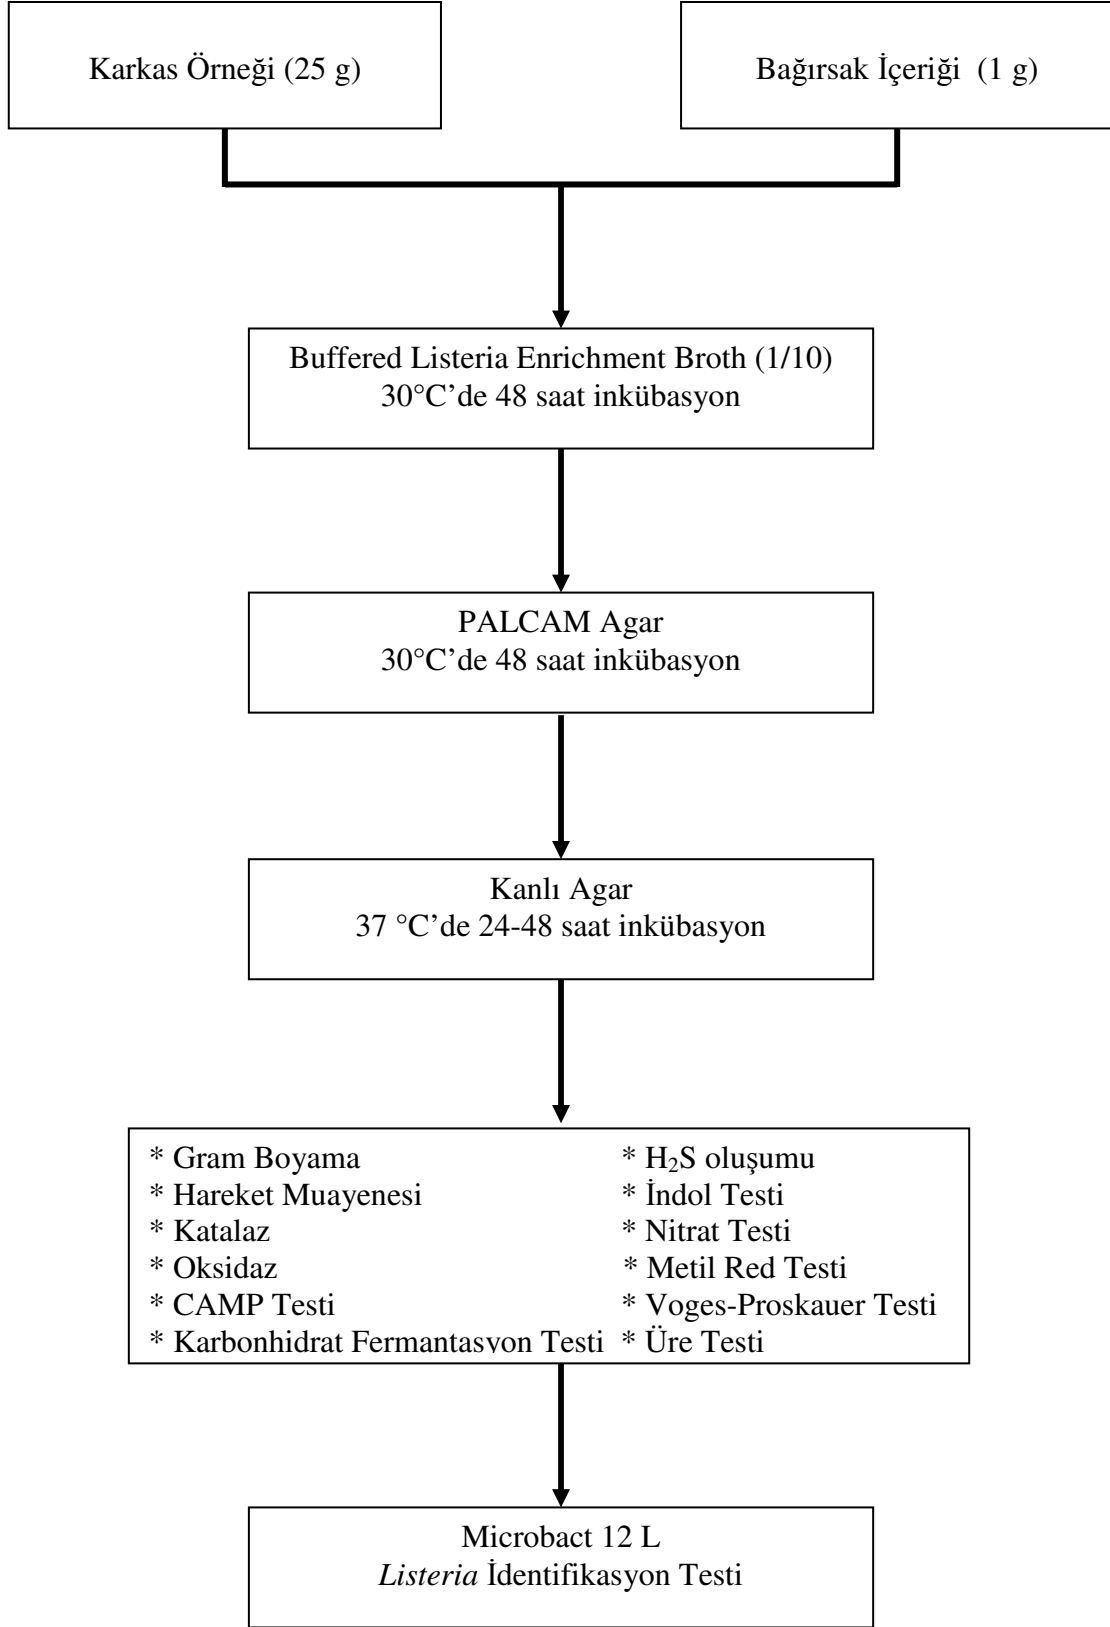 Karkas Örneği (25 g)
Bağırsak İçeriği (1 g)
Buffered Listeria Enrichment Broth (1/10)
30°C’de 48 saat inkübasyon
PALCAM Agar
30°C’de 48 saat inkübasyon
Kanlı Agar
37 °C’de 24-48 saat inkübasyon
* Gram Boyama
* Hareket Muayenesi
* Katalaz
* Oksidaz
* CAMP Testi
* Karbonhidrat Fermantasyon Testi
* H₂S oluşumu
* İndol Testi
* Nitrat Testi
* Metil Red Testi
* Voges-Proskauer Testi
* Üre Testi
Microbact 12 L
Listeria İdentifikasyon Testi